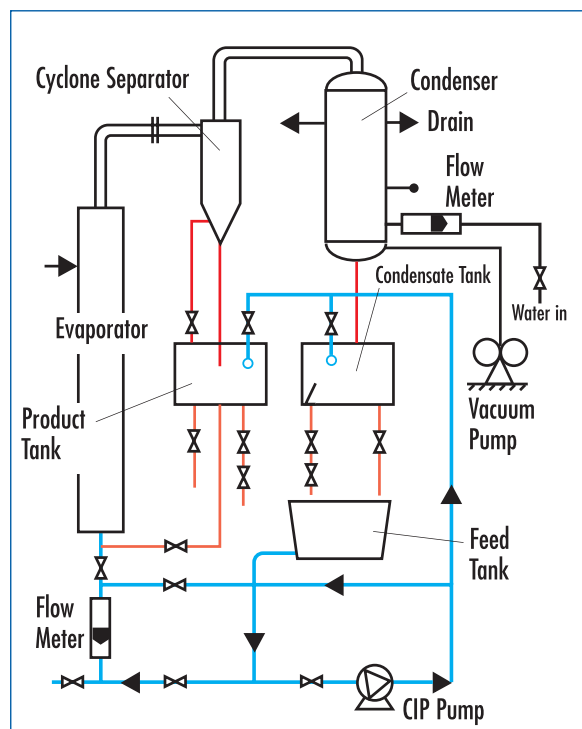 Cyclone Separator
Condenser
Drain
Flow
Meter
Condensate Tank
Water in
Evaporator
Vacuum
Pump
Product
Tank
Feed
Tank
Flow
Meter
CIP Pump